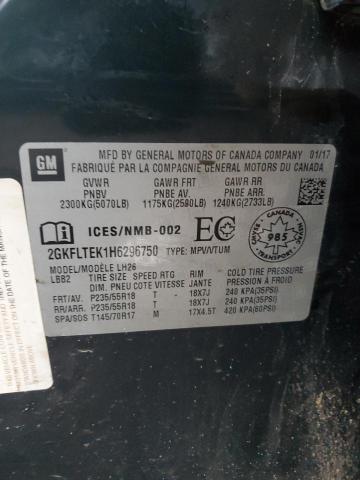 GM
MFD BY GENERAL MOTORS OF CANADA COMPANY 01/17
FABRIQUÉ PAR GENERAL MOTORS DU CANADA
GVWR GAWR FRT GAWR RR
PNBV PNBE AV. PNBE ARR.
2300KG(5070LB) 1175KG(2590LB) 1240KG(2733LB)
ICES/NMB-002 EC
2GKFLTEK1H6296750 TYPE: MPV/VTUM
CANADA
985
TRANSPORT
MODEL/MODÈLE LH26
LBB2 TIRE SIZE SPEED RTG RIM COLD TIRE PRESSURE
DIM. PNEU COTE VITESSE JANTE PRESSION À FROID
FRT/AV. P235/55R18 T - 18X7J 240 KPA(35PSI)
RR/ARR. P235/55R18 T - 18X7J 240 KPA(35PSI)
SPA/SOS T145/70R17 M 17X4.5T 420 KPA(60PSI)